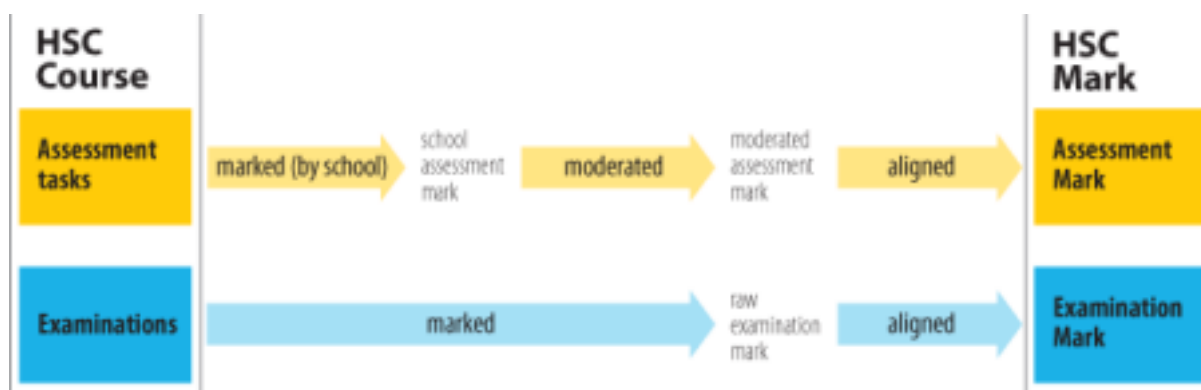 HSC
Course
HSC
Mark
Assessment
tasks
marked (by school)
school
assessment
mark
moderated
moderated
assessment
mark
aligned
Assessment
Mark
Examinations
marked
raw
examination
mark
aligned
Examination
Mark